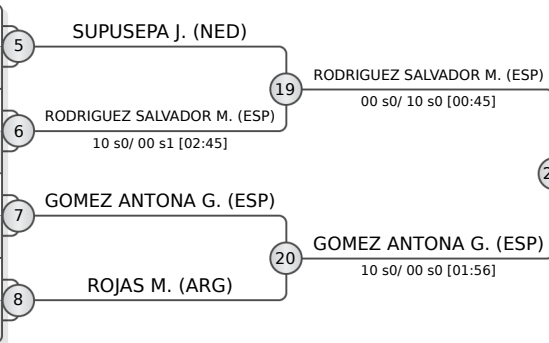 SUPUSEPA J. (NED)
5
RODRIGUEZ SALVADOR M. (ESP)
19
00 s0/ 10 s0 [00:45]
RODRIGUEZ SALVADOR M. (ESP)
6
10 s0/ 00 s1 [02:45]
GOMEZ ANTONA G. (ESP)
7
GOMEZ ANTONA G. (ESP)
20
10 s0/ 00 s0 [01:56]
ROJAS M. (ARG)
8